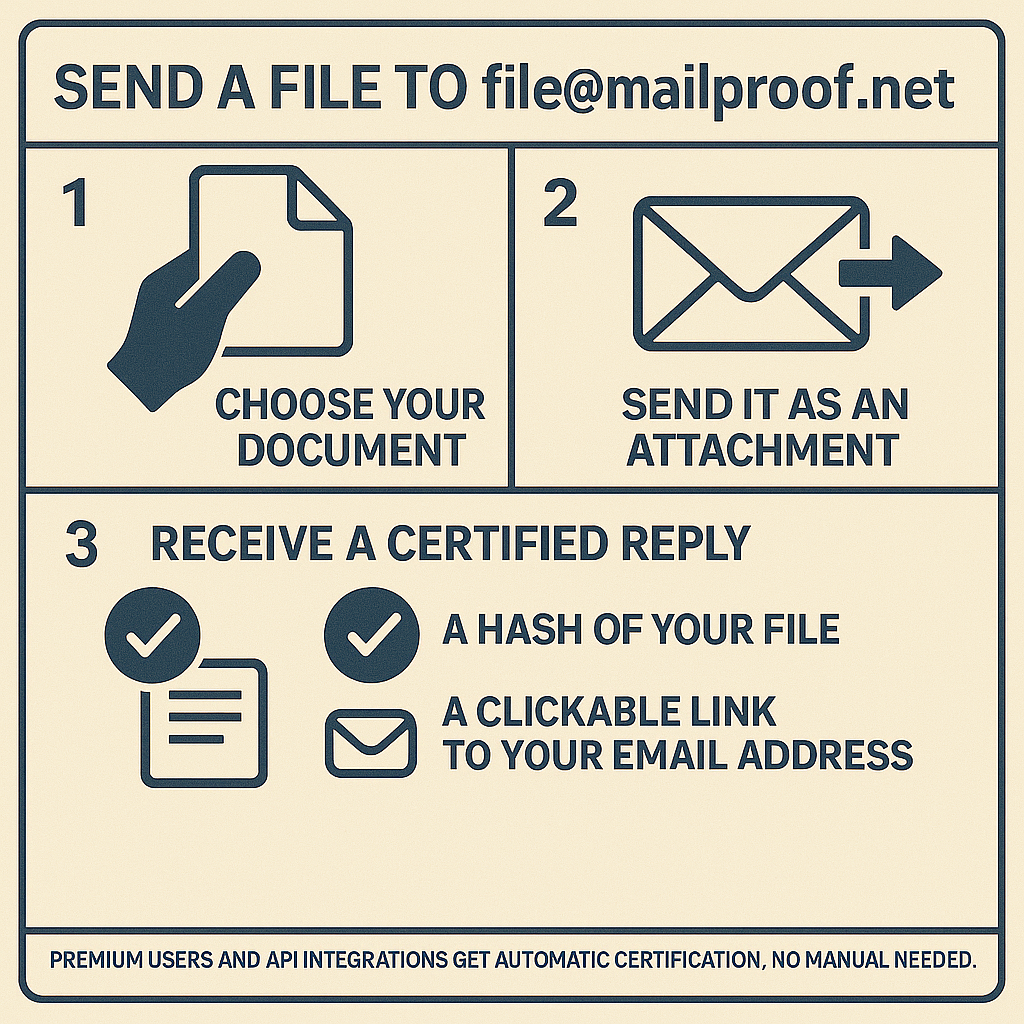 SEND A FILE TO file@mailproof.net
1
CHOOSE YOUR
DOCUMENT
2
SEND IT AS AN
ATTACHMENT
3 RECEIVE A CERTIFIED REPLY
A HASH OF YOUR FILE
A CLICKABLE LINK
TO YOUR EMAIL ADDRESS
PREMIUM USERS AND API INTEGRATIONS GET AUTOMATIC CERTIFICATION, NO MANUAL NEEDED.